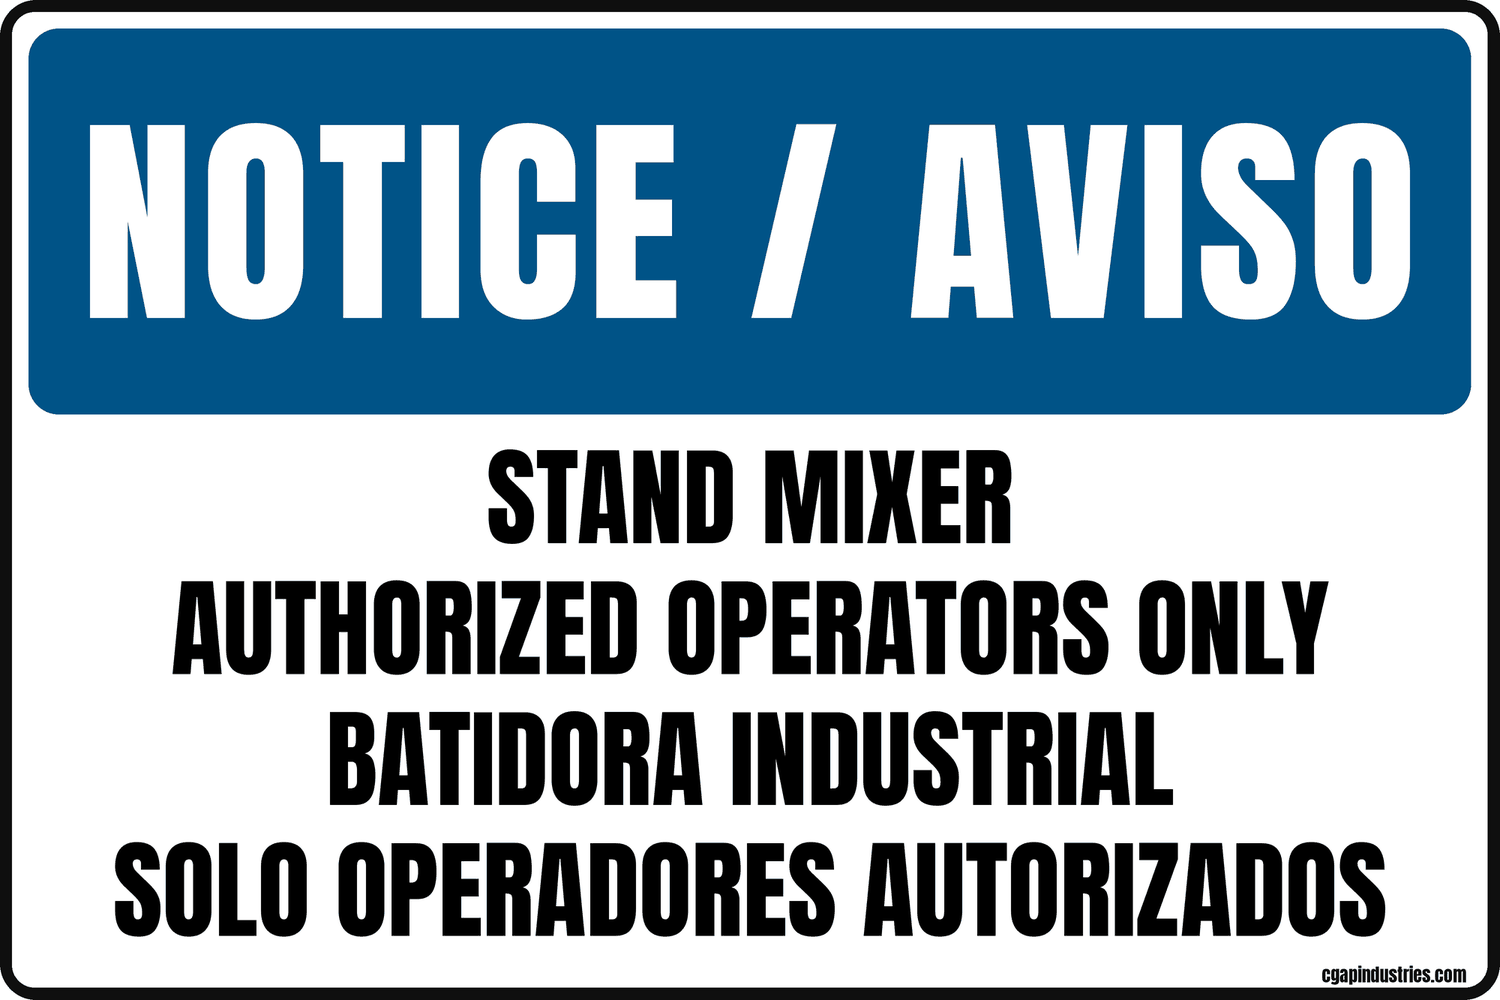 NOTICE / AVISO
STAND MIXER
AUTHORIZED OPERATORS ONLY
BATIDORA INDUSTRIAL
SOLO OPERADORES AUTORIZADOS
cgapindustries.com